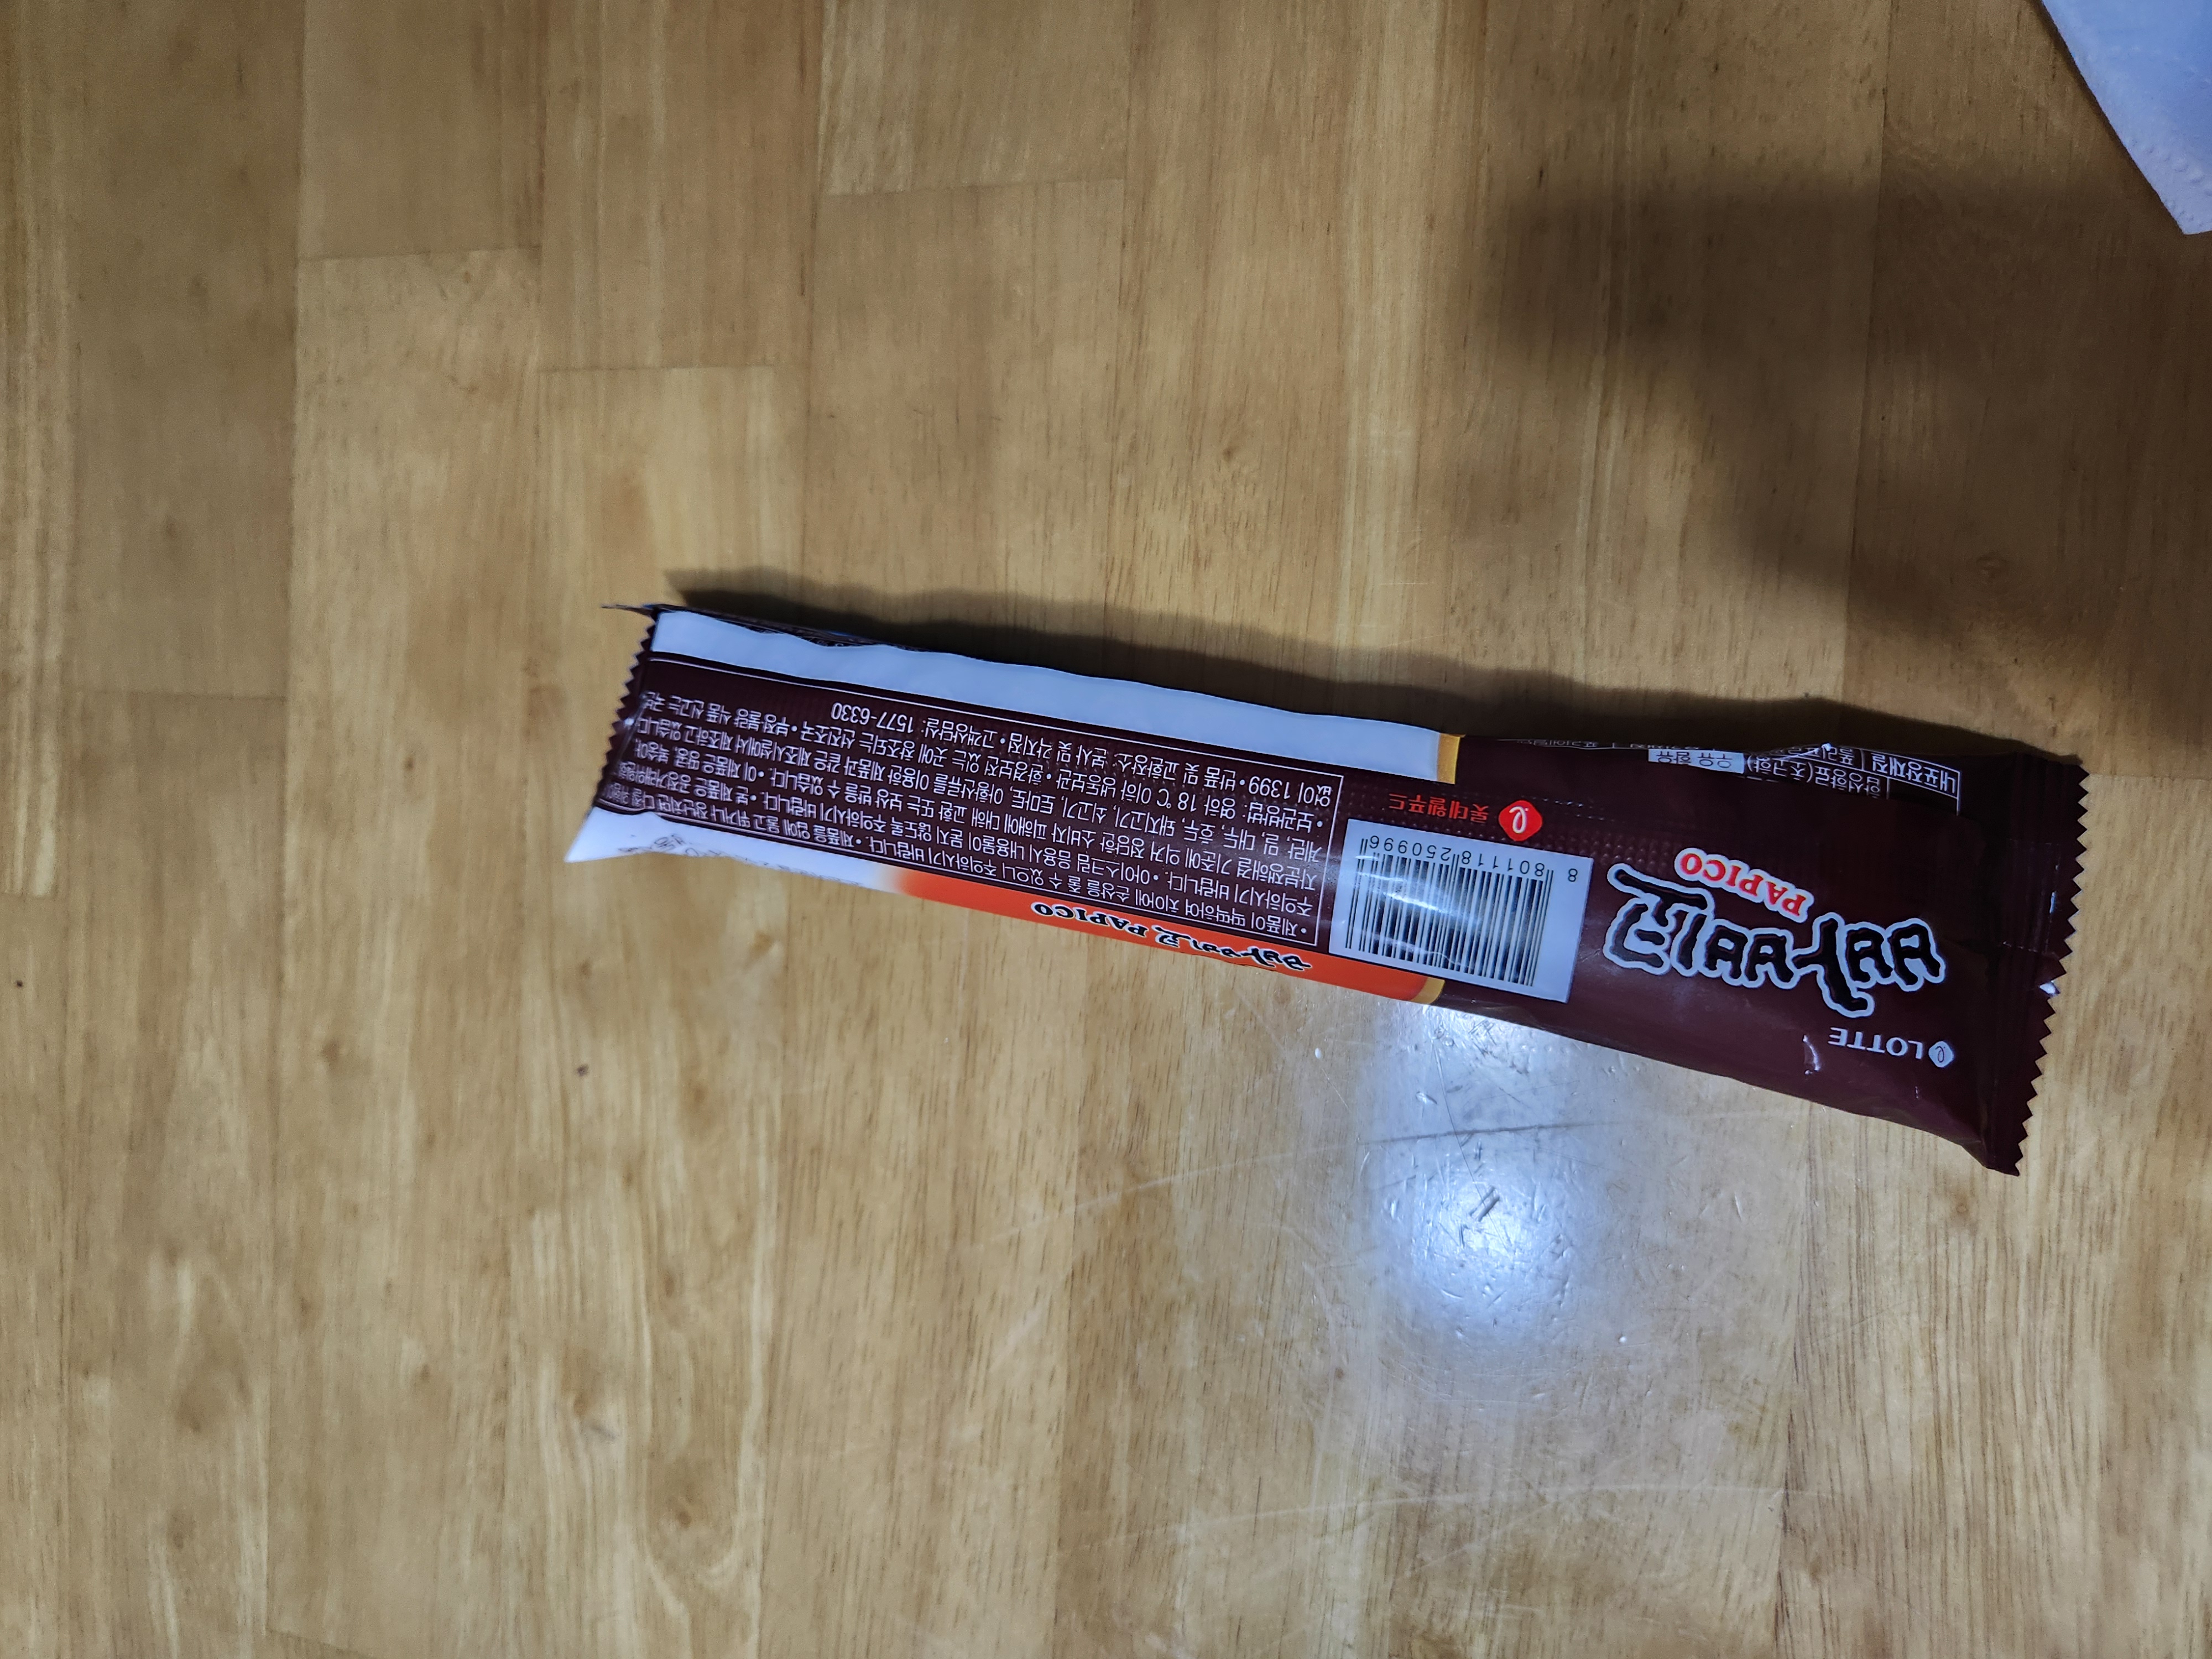 LOTTE
빠삐코
PAPICO
8 801118 250996
롯데웰푸드
빠삐코 PAPICO
•제품이 딱딱하여 치아에 손상을 줄 수 있으니 주의하시기 바랍니다. •제품을 입에 물고 뛰거나 장난치면 다칠
주의하시기 바랍니다. •아이스크림 음용시 내용물이 묻지 않도록 주의하시기 바랍니다. •본 제품은 공정거래위원회
자분쟁해결 기준에 의거 정당한 소비자 피해에 대해 교환 또는 보상 받을 수 있습니다. •이 제품은 땅콩, 복숭아,
계란, 밀, 대두, 호두, 돼지고기, 쇠고기, 토마토, 아황산류를 이용한 제품과 같은 제조시설에서 제조하고 있습니다
•보관방법: 영하 18℃ 이하 냉동보관 •환경보전 있는 곳에 창조되는 선진조국 •부정·불량 식품 신고는 국번
없이 1399 •반품 및 교환장소: 본사 및 각지점 •고객상담실: 1577-6330
합성향료(초코향)
우유 함유
내포장재질